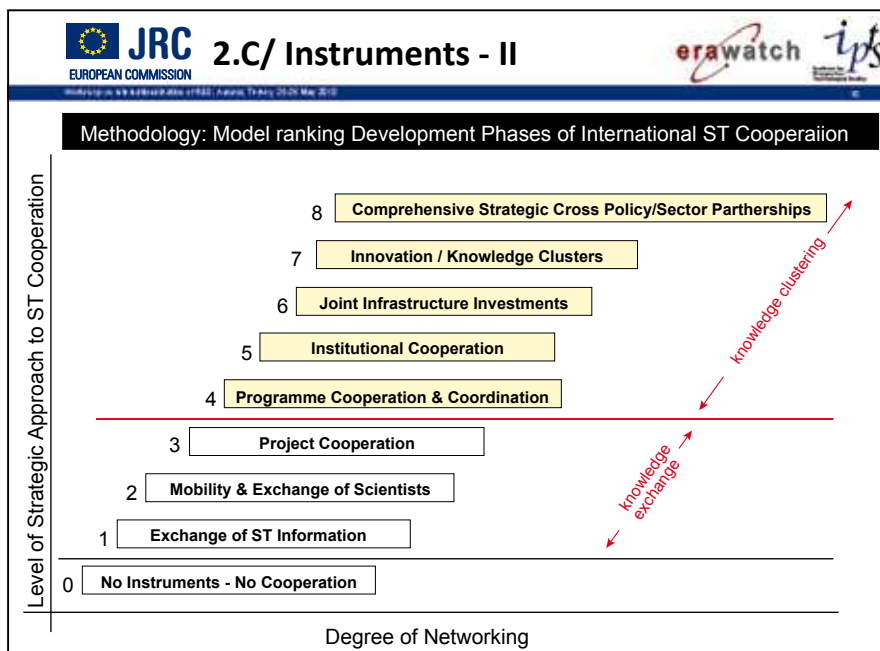 JRC
EUROPEAN COMMISSION
2.C/ Instruments - II
erawatch
ipts
Methodology: Model ranking Development Phases of International ST Cooperaiion
Level of Strategic Approach to ST Cooperation
8 Comprehensive Strategic Cross Policy/Sector Partherships
7 Innovation / Knowledge Clusters
6 Joint Infrastructure Investments
5 Institutional Cooperation
4 Programme Cooperation & Coordination
3 Project Cooperation
2 Mobility & Exchange of Scientists
1 Exchange of ST Information
0 No Instruments - No Cooperation
knowledge clustering
knowledge
exchange
Degree of Networking